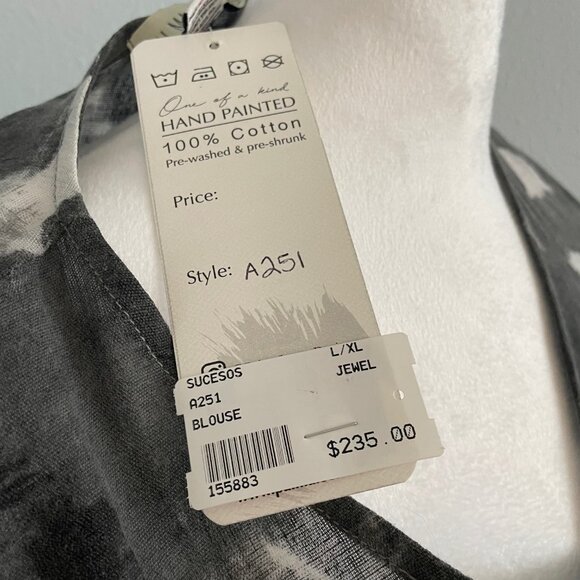 One of a kind
HAND PAINTED
100% Cotton
Pre-washed & pre-shrunk
Price:
Style: A251
SUCESOS L/XL
A251 JEWEL
BLOUSE
155883 $235.00